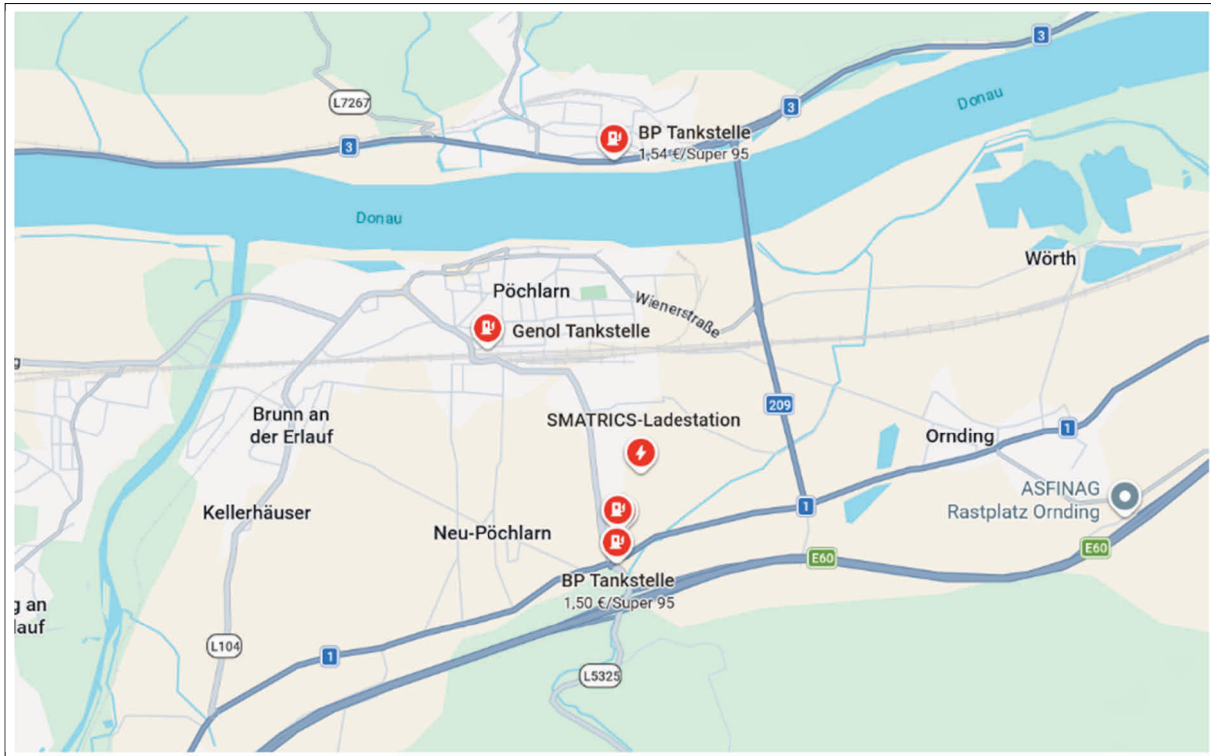 3
L7267
3
3
BP Tankstelle
1,54 €/Super 95
Donau
Donau
Wörth
Pöchlarn
Wienerstraße
Genol Tankstelle
g
209
Brunn an
der Erlauf
SMATRICS-Ladestation
Ornding
1
ASFINAG
Rastplatz Ornding
Kellerhäuser
Neu-Pöchlarn
1
E60
E60
BP Tankstelle
1,50 €/Super 95
g an
lauf
L104
1
L5325